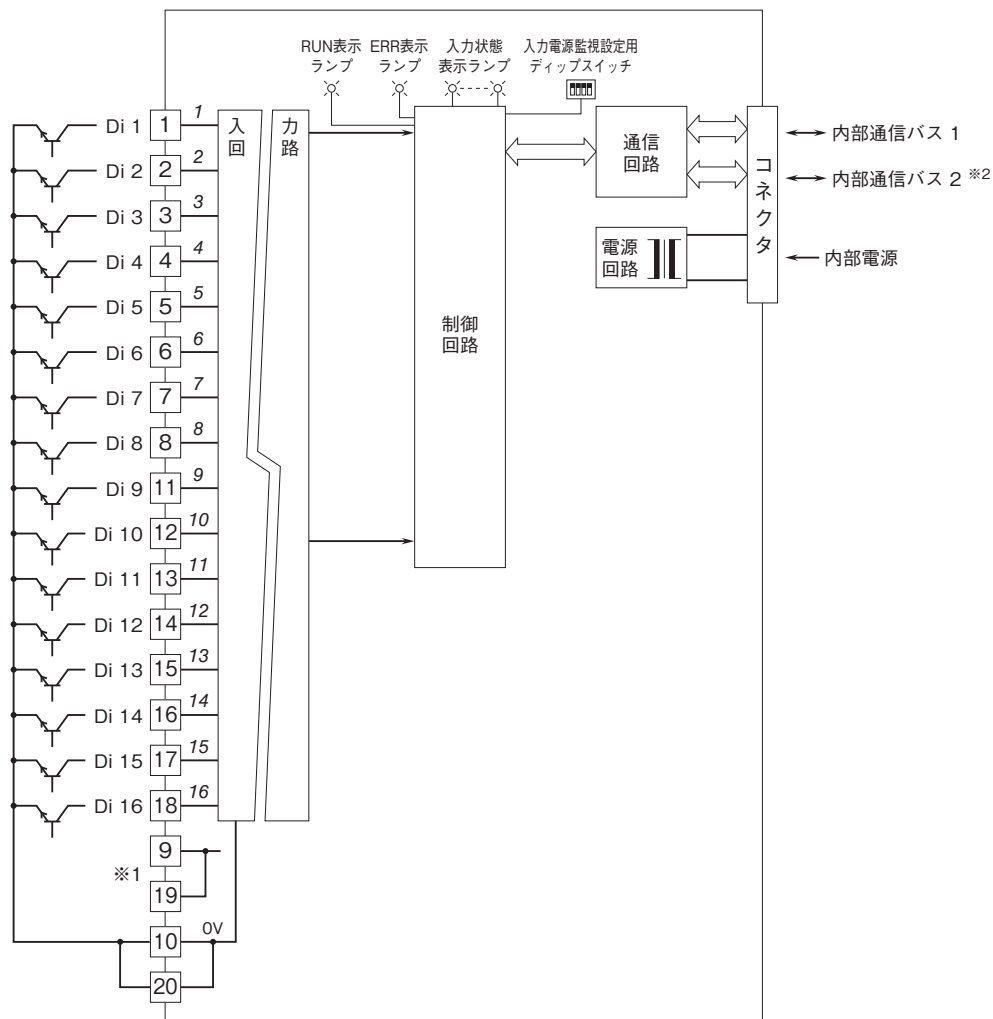 RUN表示
ランプ
ERR表示
ランプ
入力状態
表示ランプ
入力電源監視設定用
ディップスイッチ
入力
回路
制御
回路
通信
回路
電源
回路
コネクタ
内部通信バス 1
内部通信バス 2 ※2
内部電源
Di 1 1 1
Di 2 2 2
Di 3 3 3
Di 4 4 4
Di 5 5 5
Di 6 6 6
Di 7 7 7
Di 8 8 8
Di 9 11 9
Di 10 12 10
Di 11 13 11
Di 12 14 12
Di 13 15 13
Di 14 16 14
Di 15 17 15
Di 16 18 16
9
※1
19
10 0V
20